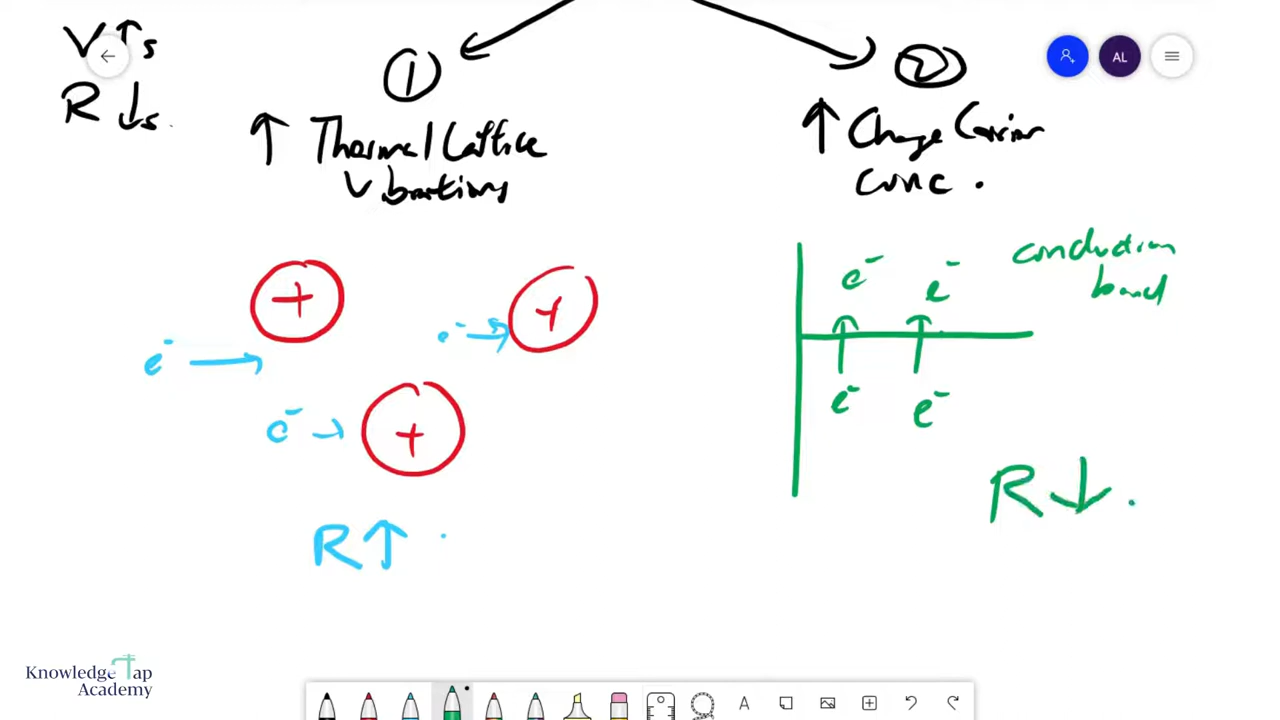 V↑s
R↓s.
①
↑ Thermal Lattice
Vibrations
②
↑ Charge Carrier
conc.
+
e⁻ →
e⁻ →
+
e⁻ →
+
R↑.
conduction
band
e⁻ e⁻
e⁻ e⁻
R↓.
AL
Knowledge Tap
Academy
A